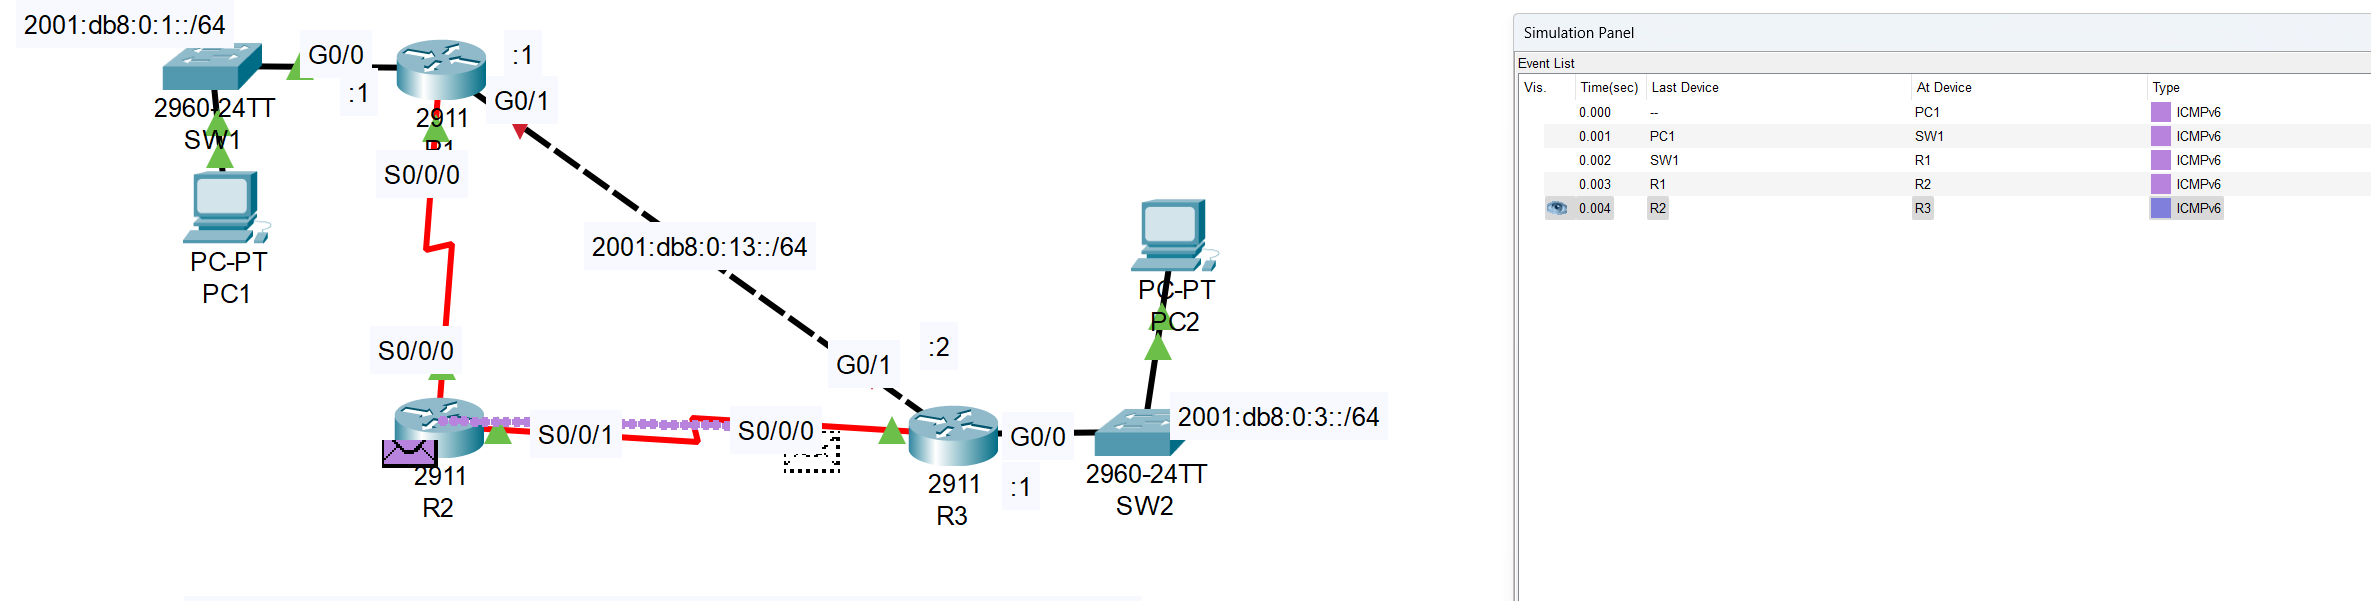 2001:db8:0:1::/64
G0/0
:1
:1
G0/1
2960-24TT
SW1
2911
R1
S0/0/0
PC-PT
PC1
2001:db8:0:13::/64
S0/0/0
G0/1
:2
PC-PT
PC2
2911
R2
S0/0/1
S0/0/0
2911
R3
G0/0
:1
2001:db8:0:3::/64
2960-24TT
SW2
Simulation Panel
Event List
Vis. Time(sec) Last Device At Device Type
0.000 -- PC1 ICMPv6
0.001 PC1 SW1 ICMPv6
0.002 SW1 R1 ICMPv6
0.003 R1 R2 ICMPv6
0.004 R2 R3 ICMPv6